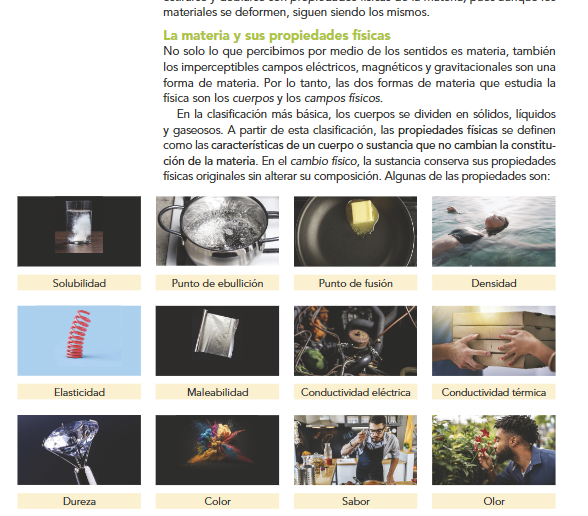 materiales se deformen, siguen siendo los mismos.
La materia y sus propiedades físicas
No solo lo que percibimos por medio de los sentidos es materia, también
los imperceptibles campos eléctricos, magnéticos y gravitacionales son una
forma de materia. Por lo tanto, las dos formas de materia que estudia la
física son los cuerpos y los campos físicos.
En la clasificación más básica, los cuerpos se dividen en sólidos, líquidos
y gaseosos. A partir de esta clasificación, las propiedades físicas se definen
como las características de un cuerpo o sustancia que no cambian la constitu-
ción de la materia. En el cambio físico, la sustancia conserva sus propiedades
físicas originales sin alterar su composición. Algunas de las propiedades son:
Solubilidad
Punto de ebullición
Punto de fusión
Densidad
Elasticidad
Maleabilidad
Conductividad eléctrica
Conductividad térmica
Dureza
Color
Sabor
Olor